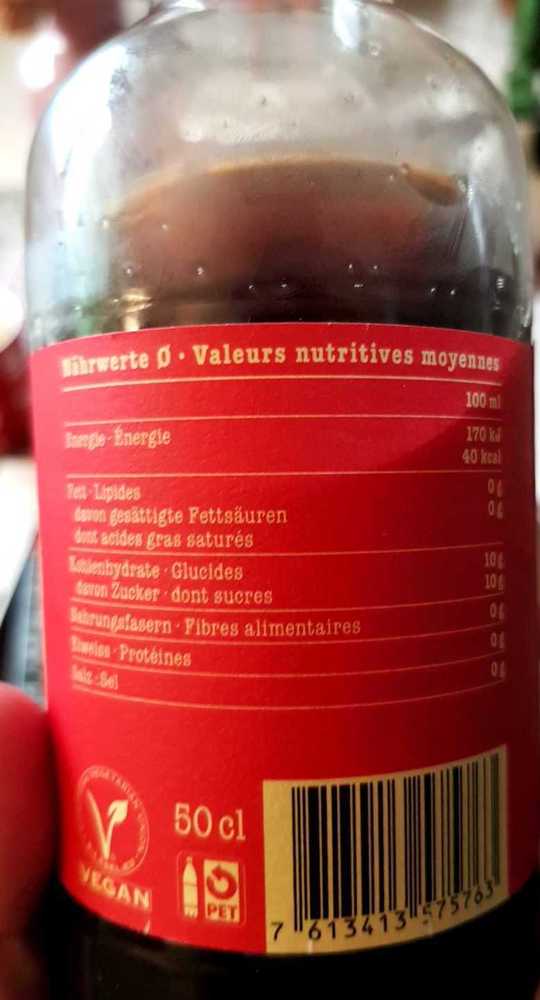 Nährwerte Ø · Valeurs nutritives moyennes
100 ml
Energie · Énergie 170 kJ
40 kcal
Fett · Lipides 0 g
davon gesättigte Fettsäuren 0 g
dont acides gras saturés
Kohlenhydrate · Glucides 10 g
davon Zucker · dont sucres 10 g
Nahrungsfasern · Fibres alimentaires 0 g
Eiweiss · Protéines 0 g
Salz · Sel 0 g
50 cl
VEGAN
PET
7 613413 575763